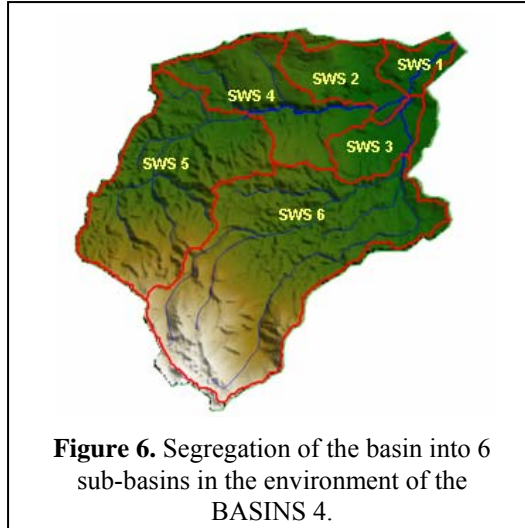 SWS 1
SWS 2
SWS 4
SWS 3
SWS 5
SWS 6
Figure 6. Segregation of the basin into 6
sub-basins in the environment of the
BASINS 4.